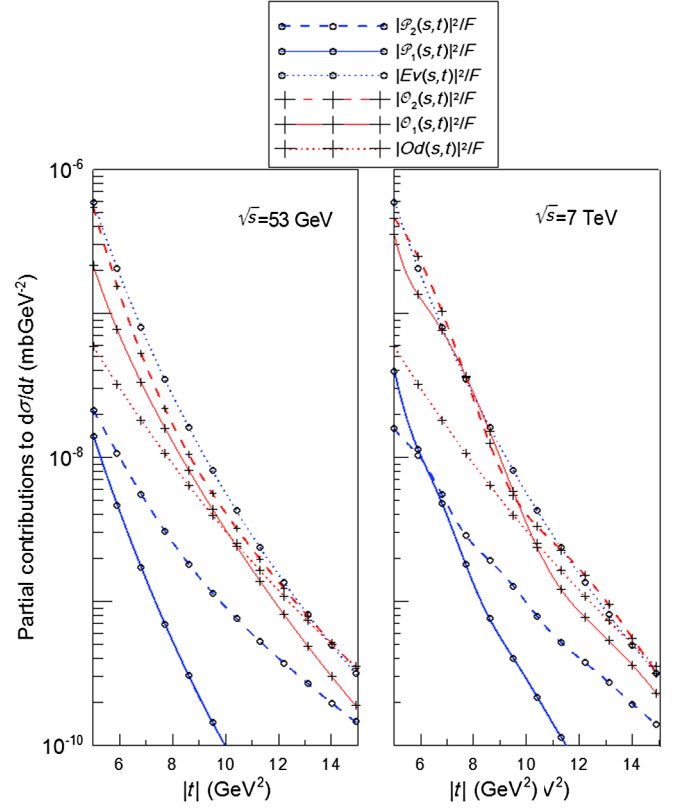 |𝒫₂(s,t)|²/F
|𝒫₁(s,t)|²/F
|Ev(s,t)|²/F
|𝒪₂(s,t)|²/F
|𝒪₁(s,t)|²/F
|Od(s,t)|²/F
10⁻⁶
√s=53 GeV
√s=7 TeV
Partial contributions to dσ/dt (mbGeV⁻²)
10⁻⁸
10⁻¹⁰
6 8 10 12 14
6 8 10 12 14
|t| (GeV²)
|t| (GeV²) v²)